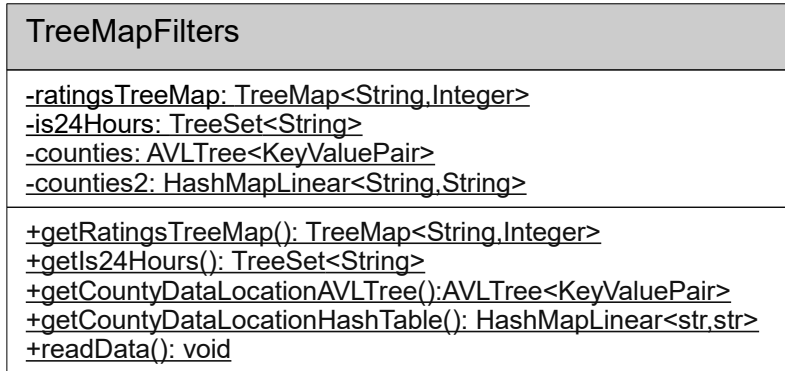 TreeMapFilters
-ratingsTreeMap: TreeMap<String,Integer>
-is24Hours: TreeSet<String>
-counties: AVLTree<KeyValuePair>
-counties2: HashMapLinear<String,String>
+getRatingsTreeMap(): TreeMap<String,Integer>
+getIs24Hours(): TreeSet<String>
+getCountyDataLocationAVLTree():AVLTree<KeyValuePair>
+getCountyDataLocationHashTable(): HashMapLinear<str,str>
+readData(): void